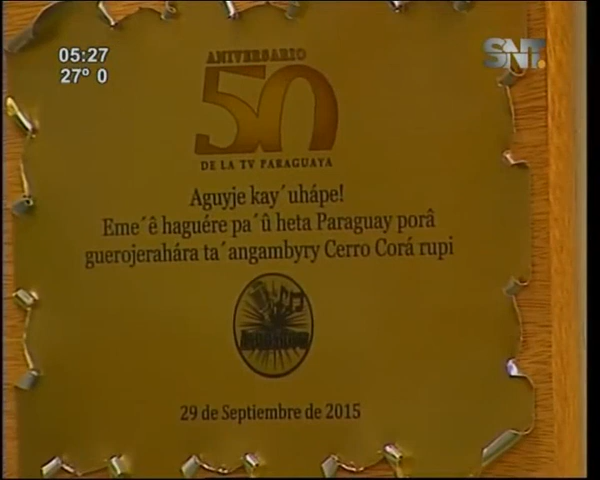 05:27
27° 0
SNT.
ANIVERSARIO
50
DE LA TV PARAGUAYA
Aguyje kay´uhápe!
Eme´ê haguére pa´û heta Paraguay porâ
guerojerahára ta´angambyry Cerro Corá rupi
29 de Septiembre de 2015